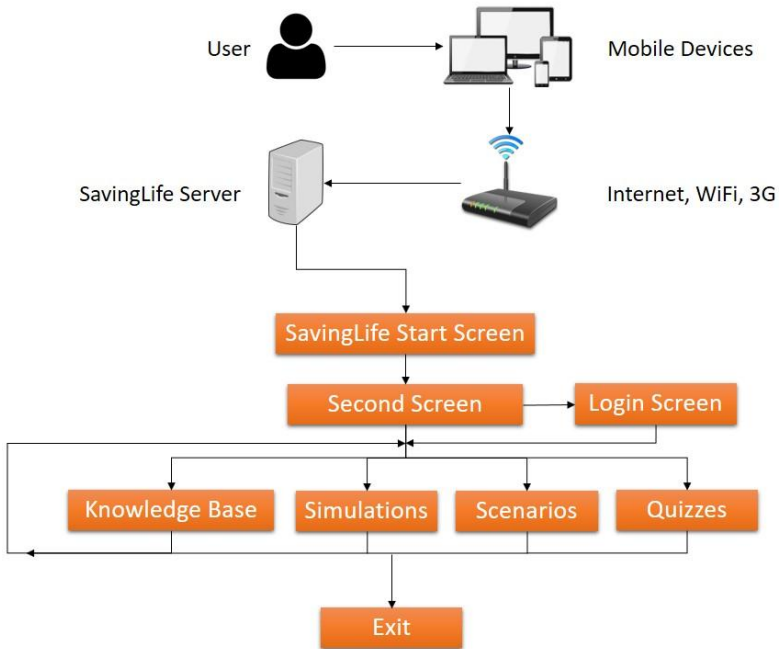 User
Mobile Devices
SavingLife Server
Internet, WiFi, 3G
SavingLife Start Screen
Second Screen
Login Screen
Knowledge Base
Simulations
Scenarios
Quizzes
Exit